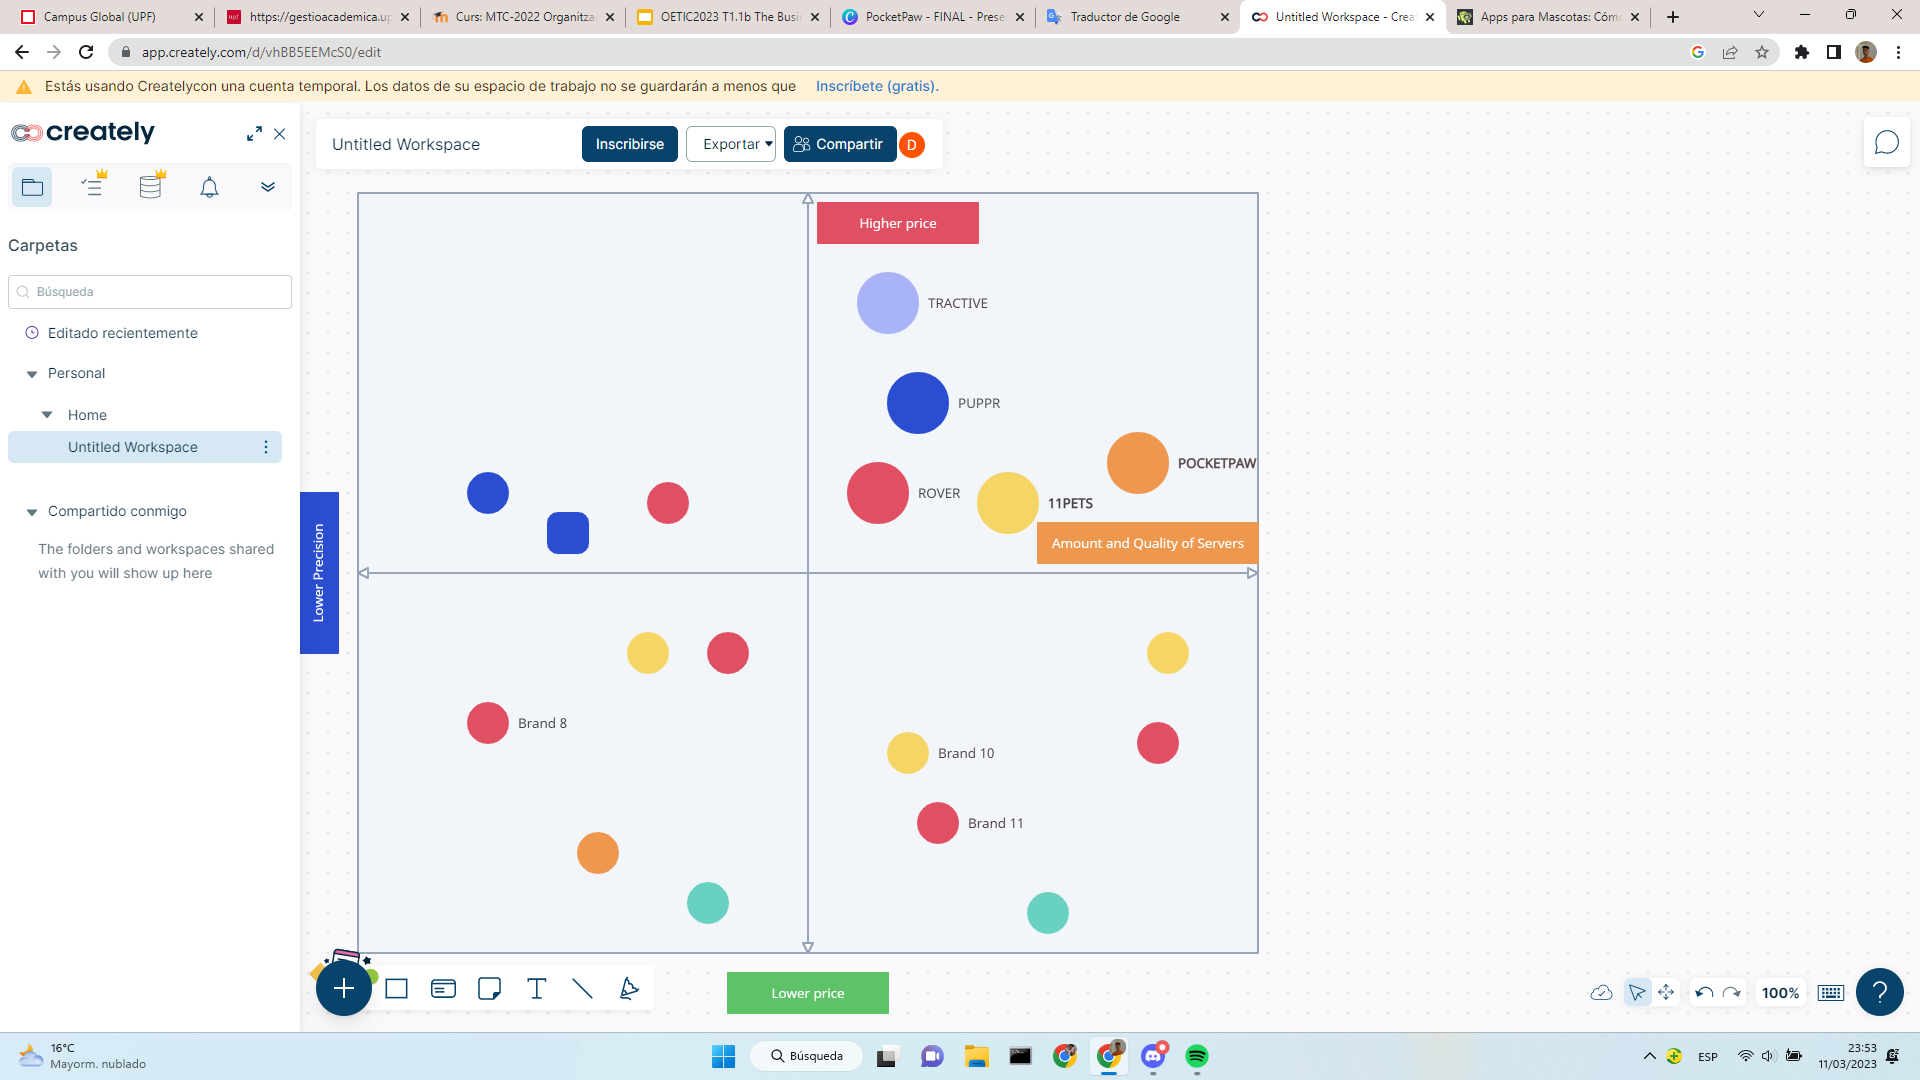 Campus Global (UPF)
https://gestioacademica.up
Curs: MTC-2022 Organitza
OETIC2023 T1.1b The Busin
PocketPaw - FINAL - Prese
Traductor de Google
Untitled Workspace - Crea
Apps para Mascotas: Cómo
app.creately.com/d/vhBB5EEMcS0/edit
Estás usando Createlycon una cuenta temporal. Los datos de su espacio de trabajo no se guardarán a menos que Inscríbete (gratis).
creately
Untitled Workspace
Inscribirse
Exportar
Compartir
D
Carpetas
Búsqueda
Editado recientemente
Personal
Home
Untitled Workspace
Compartido conmigo
The folders and workspaces shared
with you will show up here
Higher price
TRACTIVE
PUPPR
POCKETPAW
ROVER
11PETS
Amount and Quality of Servers
Lower Precision
Brand 8
Brand 10
Brand 11
Lower price
100%
?
16°C
Mayorm. nublado
Búsqueda
ESP
23:53
11/03/2023